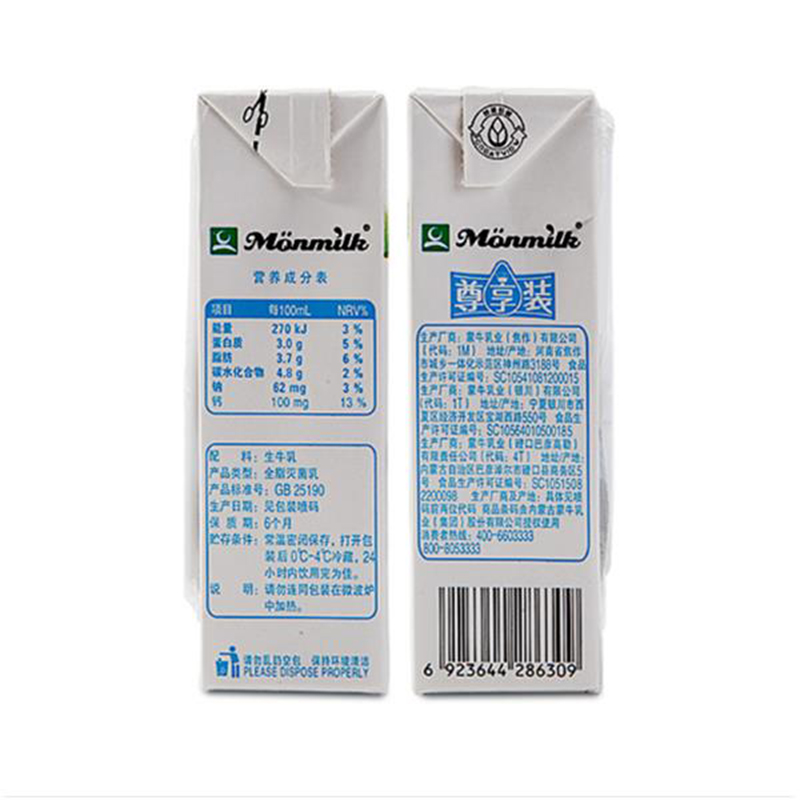 Mönmilk
营养成分表
项目 每100mL NRV%
能量 270 kJ 3 %
蛋白质 3.0 g 5 %
脂肪 3.7 g 6 %
碳水化合物 4.8 g 2 %
钠 62 mg 3 %
钙 100 mg 13 %
配 料：生牛乳
产品类型：全脂灭菌乳
产品标准号：GB 25190
生产日期：见包装喷码
保 质 期：6个月
贮存条件：常温密闭保存，打开包
装后0℃-4℃冷藏，24
小时内饮用完为佳。
说 明：请勿连同包装在微波炉
中加热。
请勿乱扔空包 保持环境清洁
PLEASE DISPOSE PROPERLY
Mönmilk
尊享装
生产厂商：蒙牛乳业（焦作）有限公司
（代码：1M） 地址/产地：河南省焦作
市城乡一体化示范区神州路3188号 食品
生产许可证编号：SC10541081200015
生产厂商：蒙牛乳业（银川）有限公司
（代码：1T） 地址/产地：宁夏银川市西
夏区经济开发区宝湖西路550号 食品生
产许可证编号：SC10564010500185
生产厂商：蒙牛乳业（磴口巴彦高勒）
有限责任公司（代码：4T） 地址/产地：
内蒙古自治区巴彦淖尔市磴口县商务区5
号 食品生产许可证编号：SC1051508
2200098 生产厂商及产地：具体见喷
码前两位代码 商品条码由内蒙古蒙牛乳
业（集团）股份有限公司授权使用
消费者热线：400-6603333
800-8053333
6 923644 286309